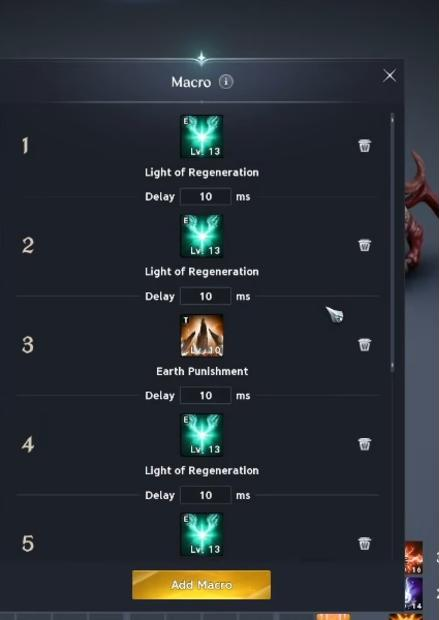 Macro i
1
E
Lv. 13
Light of Regeneration
Delay 10 ms
2
E
Lv. 13
Light of Regeneration
Delay 10 ms
3
T
Lv. 10
Earth Punishment
Delay 10 ms
4
E
Lv. 13
Light of Regeneration
Delay 10 ms
5
E
Lv. 13
Add Macro